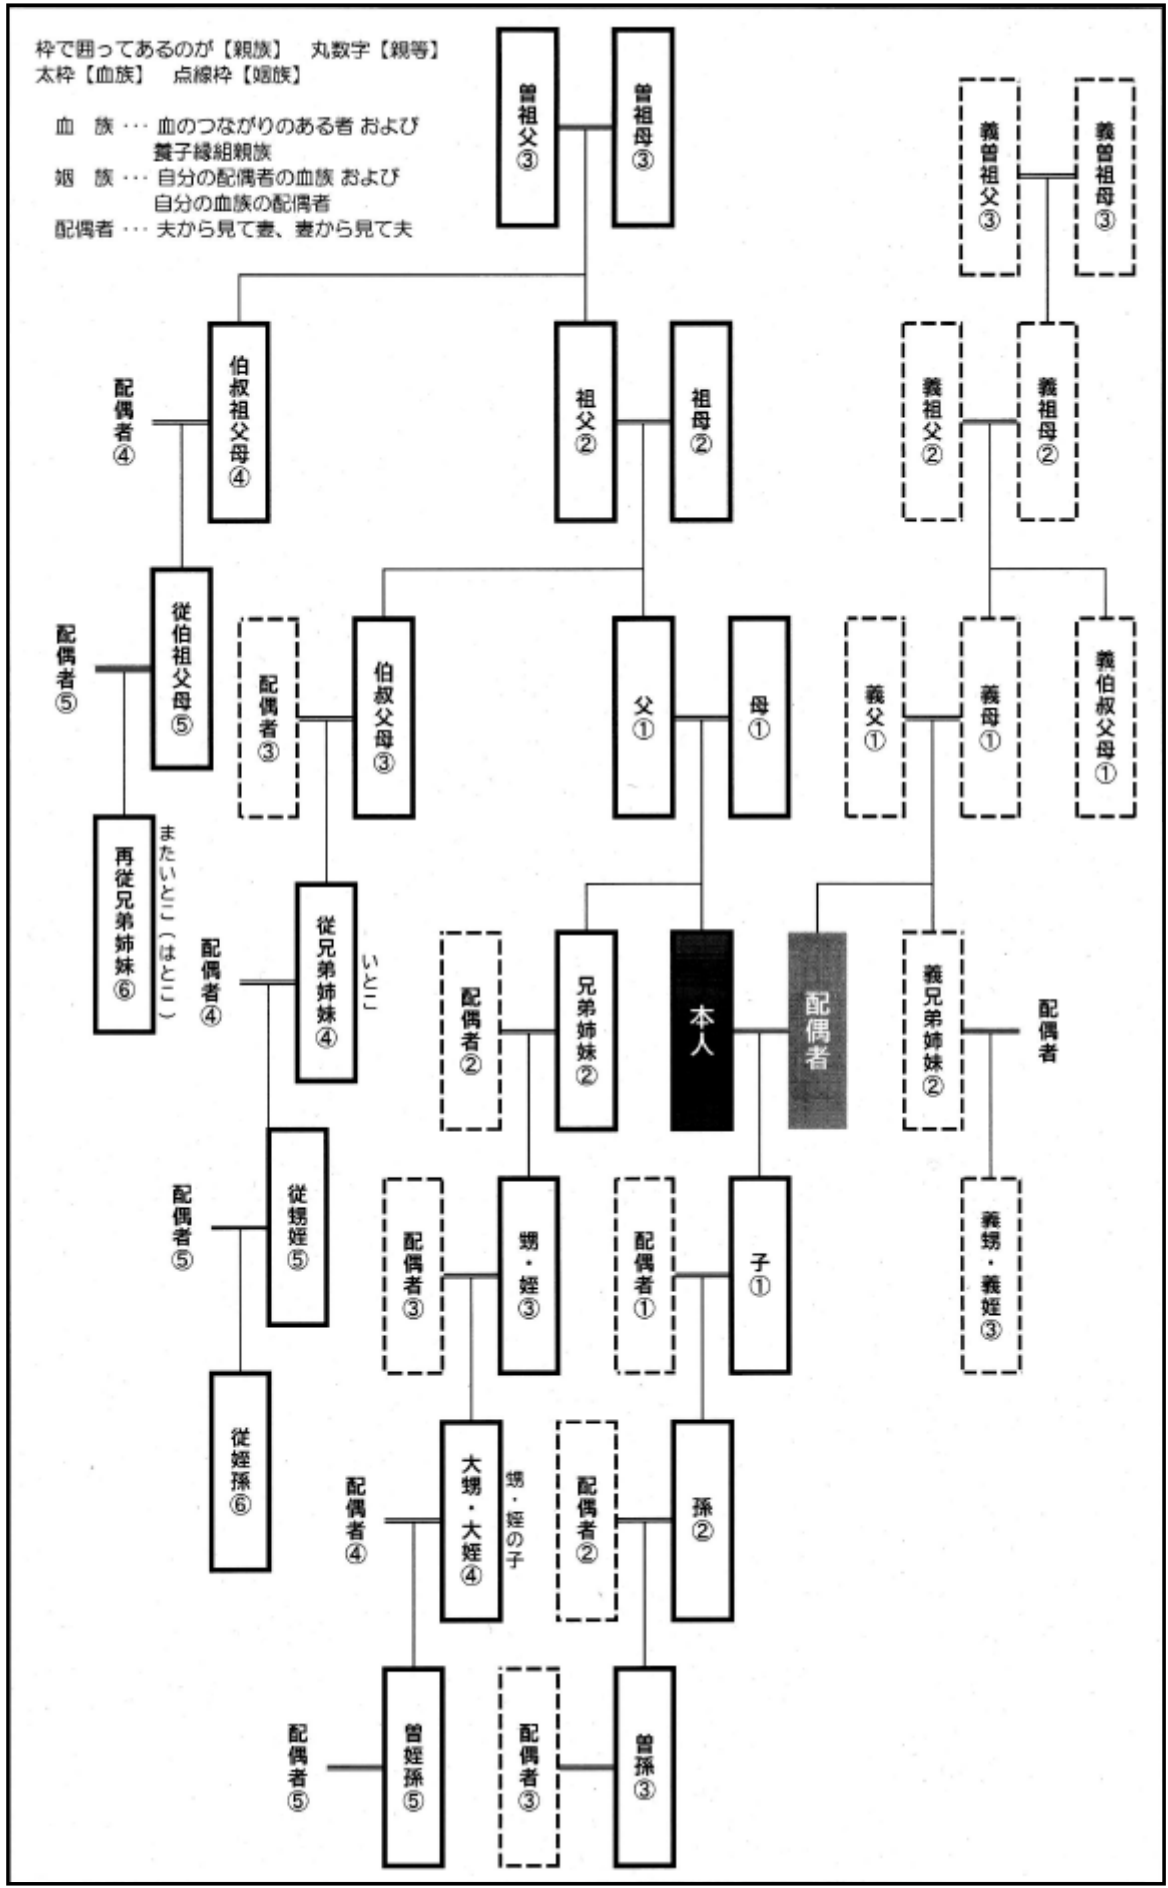 枠で囲ってあるのが【親族】　丸数字【親等】
太枠【血族】　点線枠【姻族】
血　族 … 血のつながりのある者 および
養子縁組親族
姻　族 … 自分の配偶者の血族 および
自分の血族の配偶者
配偶者 … 夫から見て妻、妻から見て夫
曽祖父③
曽祖母③
義曽祖父③
義曽祖母③
配偶者④
伯叔祖父母④
祖父②
祖母②
義祖父②
義祖母②
配偶者⑤
従伯祖父母⑤
配偶者③
伯叔父母③
父①
母①
義父①
義母①
義伯叔父母①
再従兄弟姉妹⑥
またいとこ（はとこ）
配偶者④
従兄弟姉妹④
いとこ
配偶者②
兄弟姉妹②
本人
配偶者
義兄弟姉妹②
配偶者
配偶者⑤
従甥姪⑤
配偶者③
甥・姪③
配偶者①
子①
義甥・義姪③
従姪孫⑥
配偶者④
大甥・大姪④
甥・姪の子
配偶者②
孫②
配偶者⑤
曽姪孫⑤
配偶者③
曽孫③